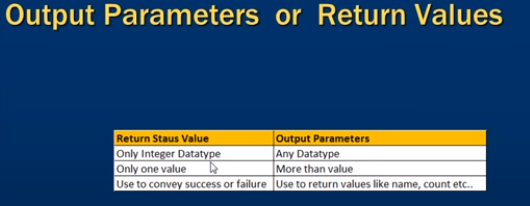 Output Parameters or Return Values
Return Staus Value Output Parameters
Only Integer Datatype Any Datatype
Only one value More than value
Use to convey success or failure Use to return values like name, count etc..